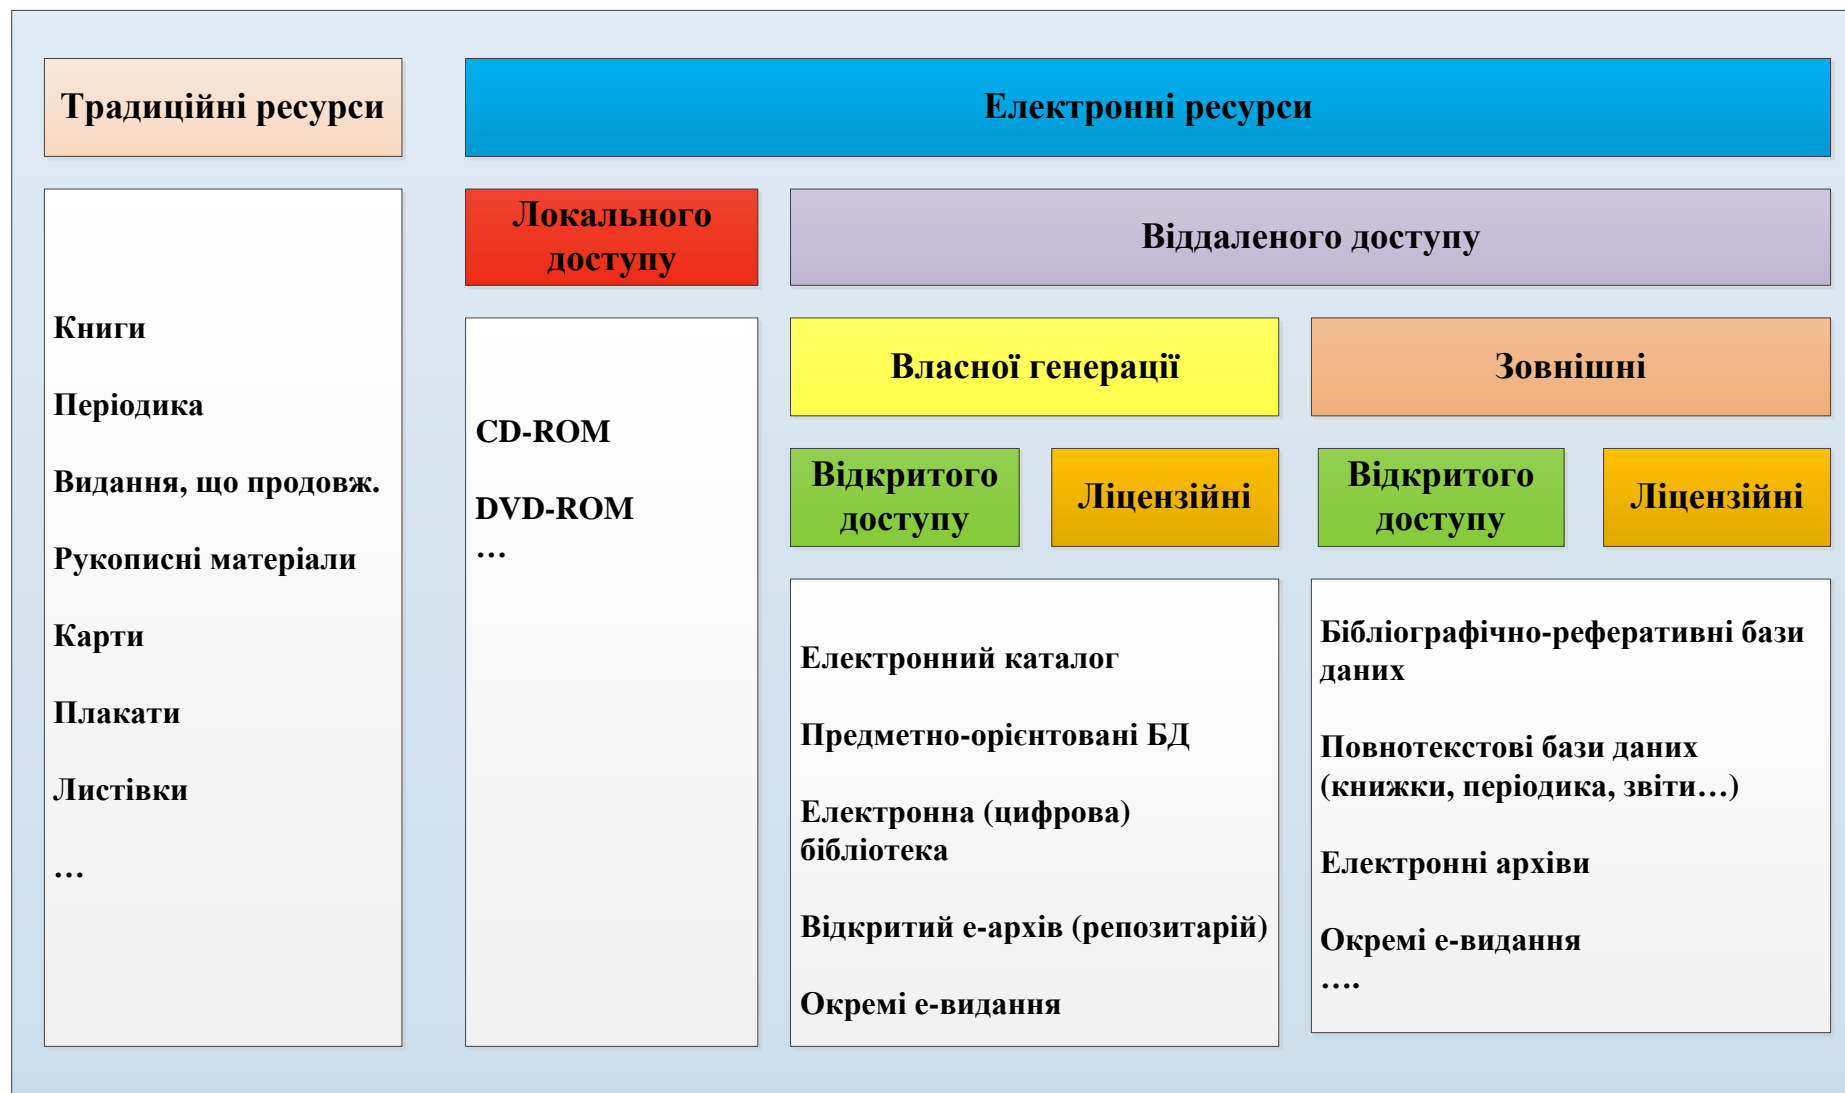 Традиційні ресурси
Електронні ресурси
Локального
доступу
Віддаленого доступу
Книги
Періодика
Видання, що продовж.
Рукописні матеріали
Карти
Плакати
Листівки
…
CD-ROM
DVD-ROM
…
Власної генерації
Зовнішні
Відкритого
доступу
Ліцензійні
Відкритого
доступу
Ліцензійні
Електронний каталог
Предметно-орієнтовані БД
Електронна (цифрова)
бібліотека
Відкритий е-архів (репозитарій)
Окремі е-видання
Бібліографічно-реферативні бази
даних
Повнотекстові бази даних
(книжки, періодика, звіти…)
Електронні архіви
Окремі е-видання
….